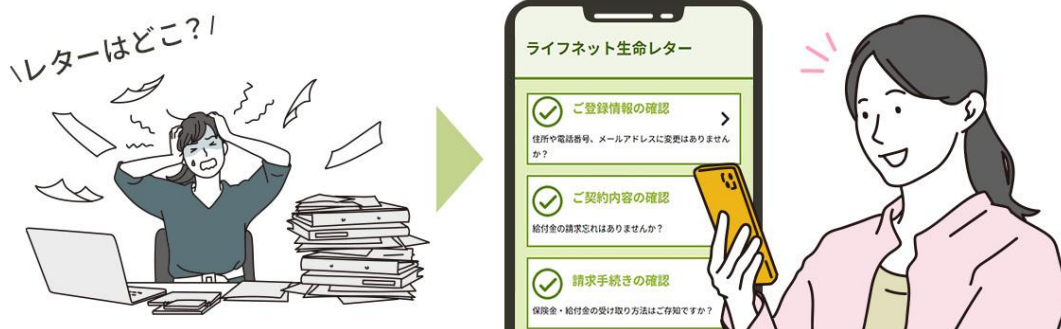 \レターはどこ？/
ライフネット生命レター
ご登録情報の確認
住所や電話番号、メールアドレスに変更はありません
か？
ご契約内容の確認
給付金の請求忘れはありませんか？
請求手続きの確認
保険金・給付金の受け取り方法はご存知ですか？